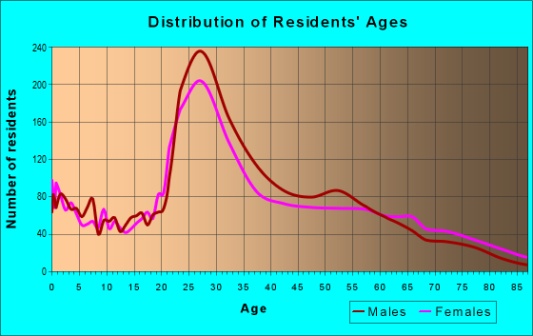 Distribution of Residents' Ages
Number of residents
240
200
160
120
80
40
0
0 5 10 15 20 25 30 35 40 45 50 55 60 65 70 75 80 85
Age
Males Females